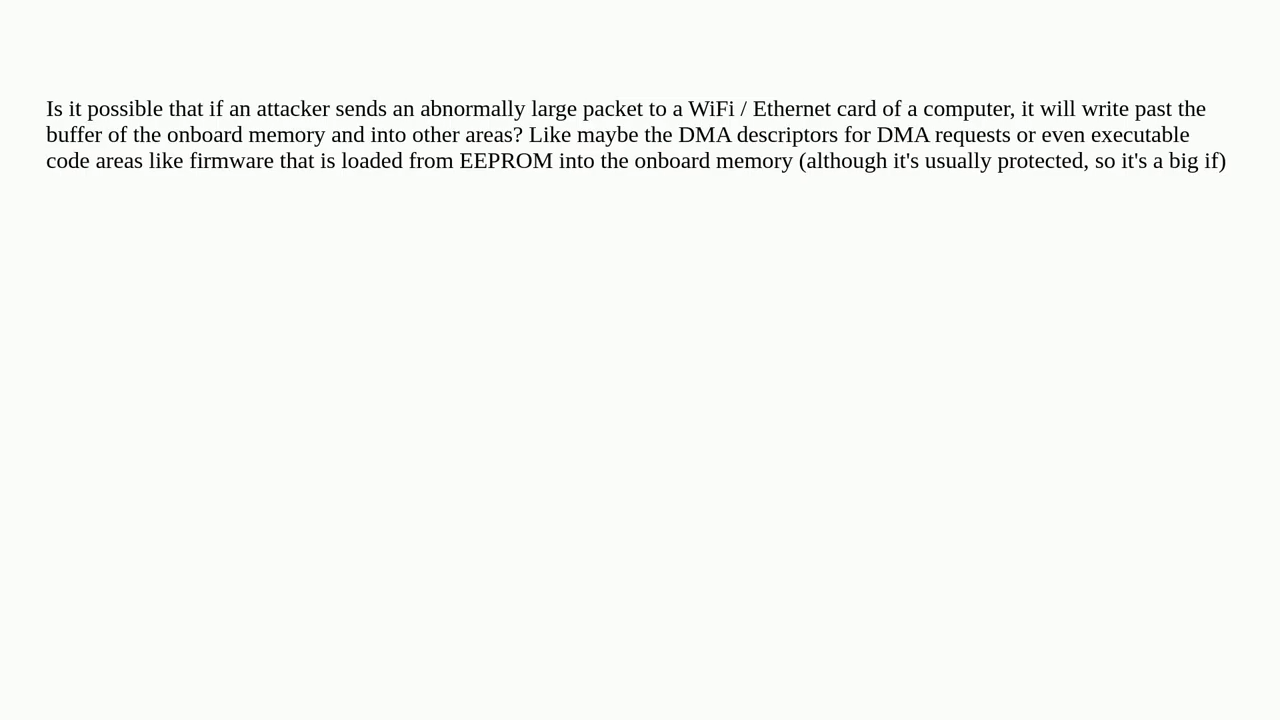 Is it possible that if an attacker sends an abnormally large packet to a WiFi / Ethernet card of a computer, it will write past the
buffer of the onboard memory and into other areas? Like maybe the DMA descriptors for DMA requests or even executable
code areas like firmware that is loaded from EEPROM into the onboard memory (although it's usually protected, so it's a big if)